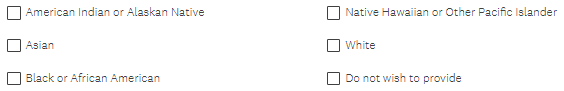 American Indian or Alaskan Native
Native Hawaiian or Other Pacific Islander
Asian
White
Black or African American
Do not wish to provide